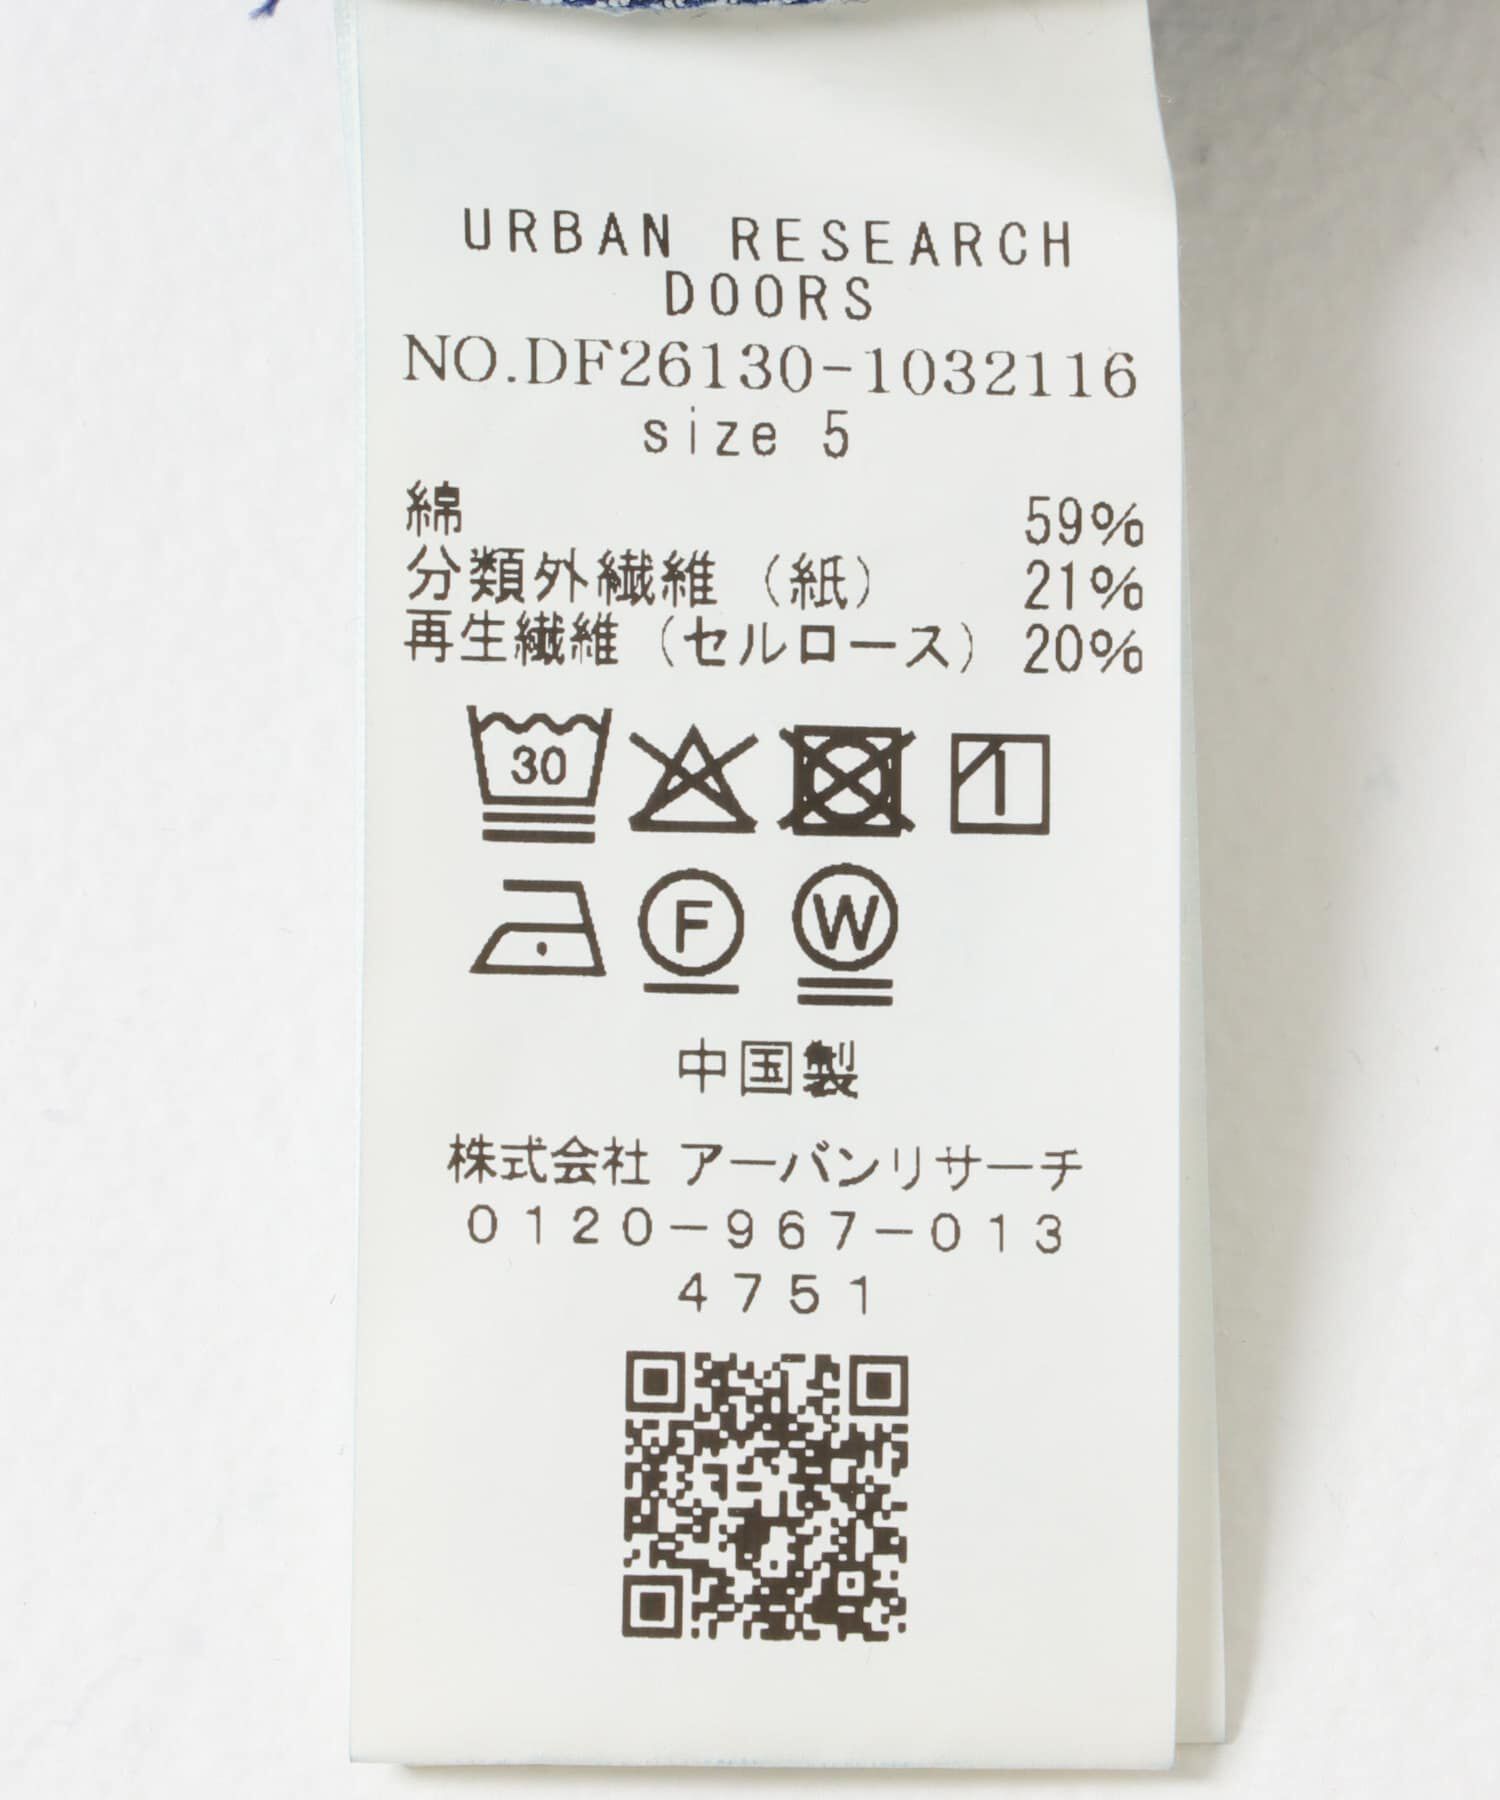 URBAN RESEARCH
DOORS
NO.DF26130-1032116
size 5
綿 59%
分類外繊維(紙) 21%
再生繊維(セルロース) 20%
30
F W
中国製
株式会社 アーバンリサーチ
0120-967-013
4751